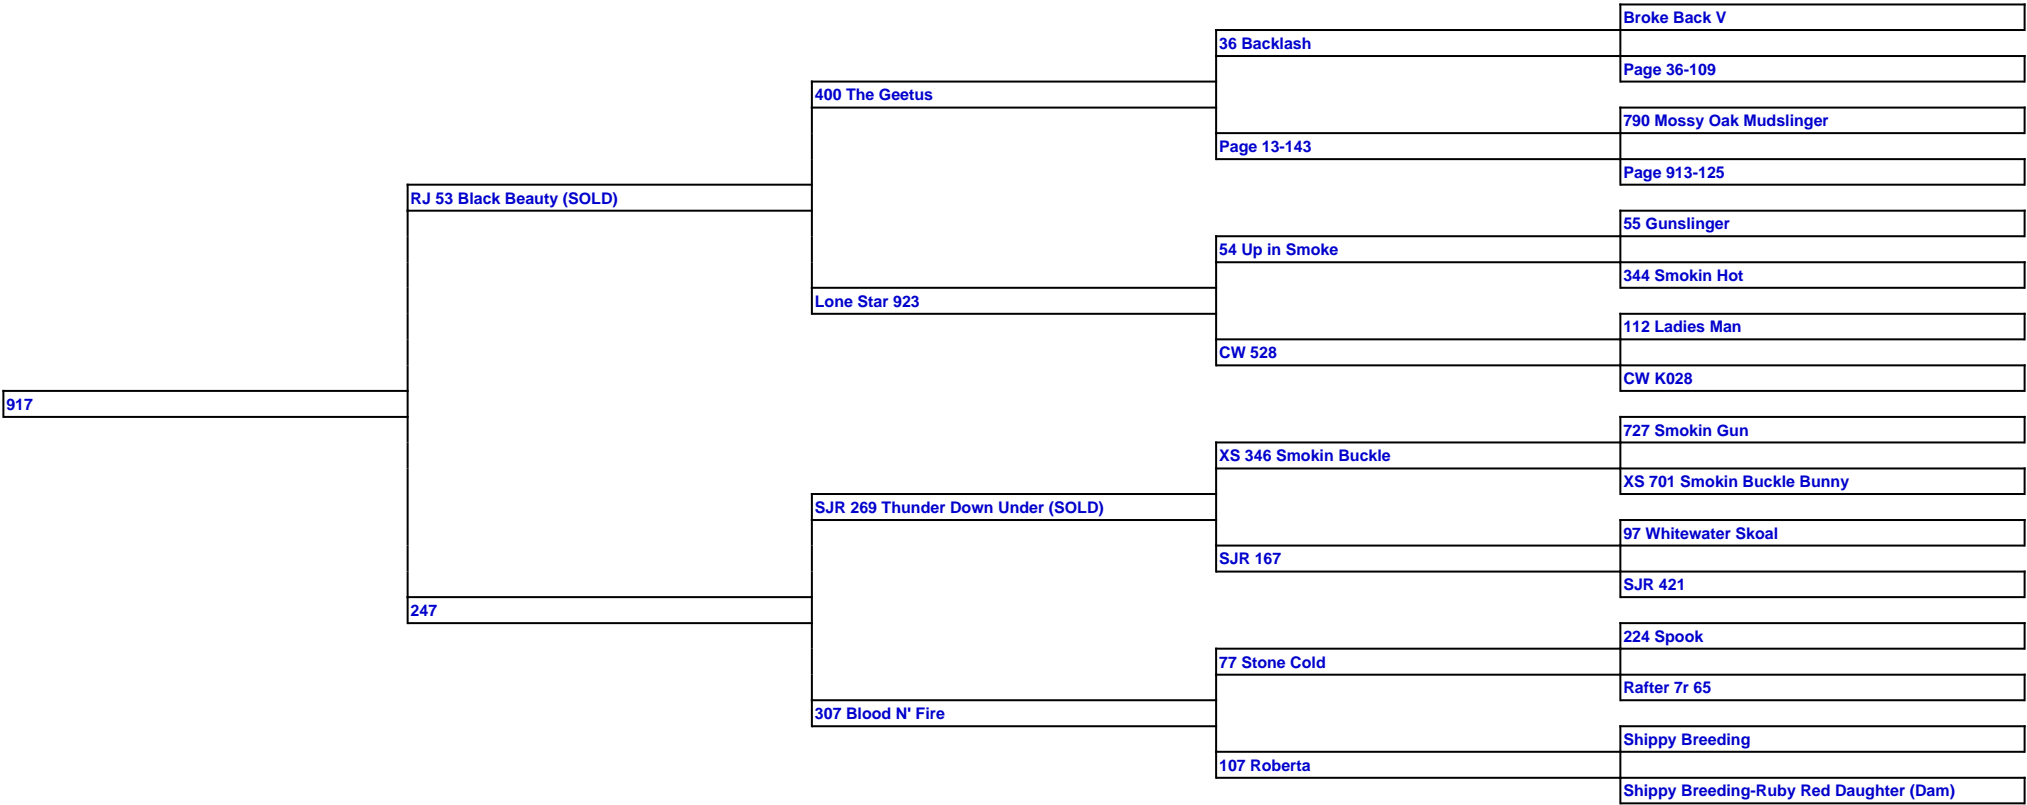 Broke Back V
36 Backlash
Page 36-109
400 The Geetus
790 Mossy Oak Mudslinger
Page 13-143
Page 913-125
RJ 53 Black Beauty (SOLD)
55 Gunslinger
54 Up in Smoke
344 Smokin Hot
Lone Star 923
112 Ladies Man
CW 528
CW K028
917
727 Smokin Gun
XS 346 Smokin Buckle
XS 701 Smokin Buckle Bunny
SJR 269 Thunder Down Under (SOLD)
97 Whitewater Skoal
SJR 167
SJR 421
247
224 Spook
77 Stone Cold
Rafter 7r 65
307 Blood N' Fire
Shippy Breeding
107 Roberta
Shippy Breeding-Ruby Red Daughter (Dam)